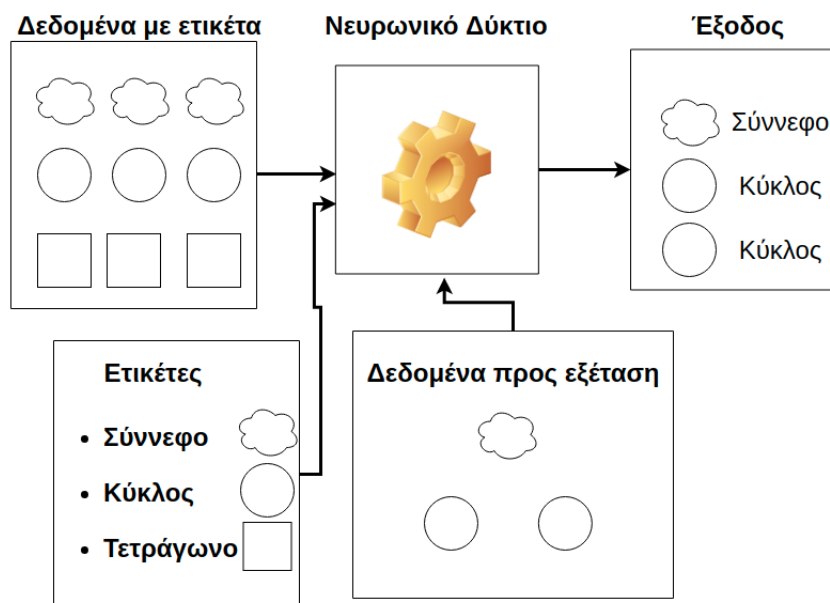 Δεδομένα με ετικέτα
Νευρωνικό Δύκτιο
Έξοδος
Σύννεφο
Κύκλος
Κύκλος
Ετικέτες
Σύννεφο
Κύκλος
Τετράγωνο
Δεδομένα προς εξέταση